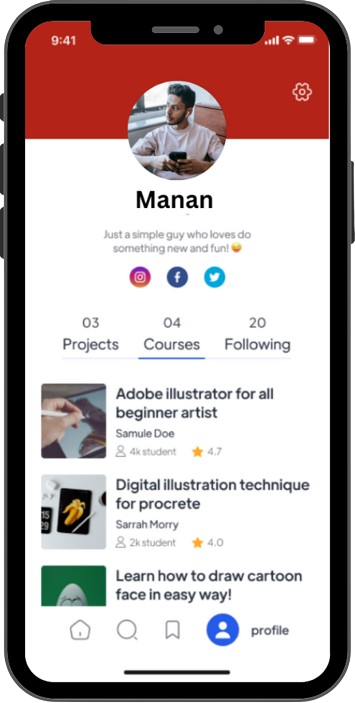 9:41
Manan
Just a simple guy who loves do
something new and fun! 😜
03 04 20
Projects Courses Following
Adobe illustrator for all
beginner artist
Samule Doe
4k student 4.7
Digital illustration technique
for procrete
Sarrah Morry
2k student 4.0
Learn how to draw cartoon
face in easy way!
profile